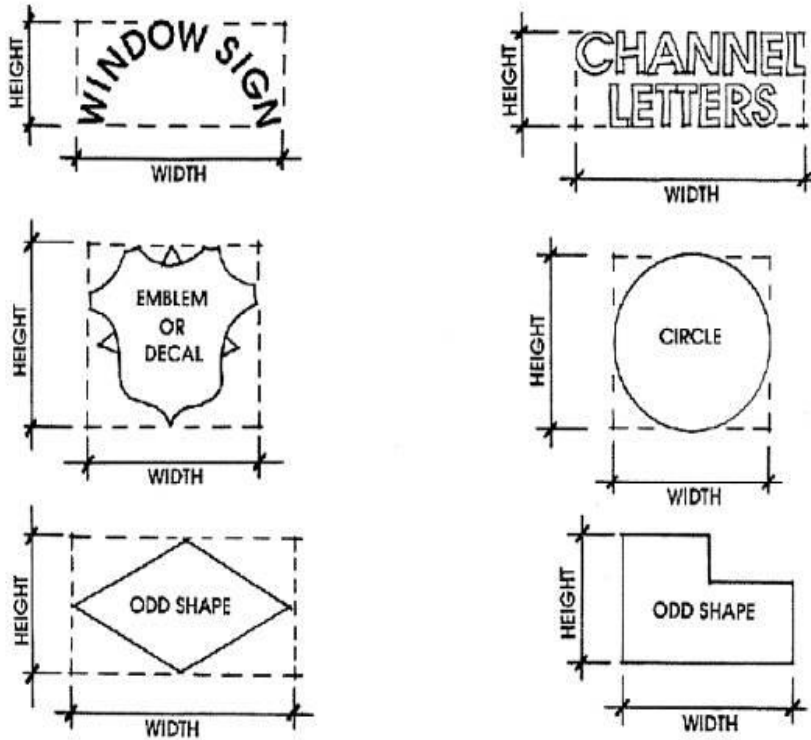 HEIGHT
WINDOW SIGN
WIDTH
HEIGHT
CHANNEL
LETTERS
WIDTH
HEIGHT
EMBLEM
OR
DECAL
WIDTH
HEIGHT
CIRCLE
WIDTH
HEIGHT
ODD SHAPE
WIDTH
HEIGHT
ODD SHAPE
WIDTH